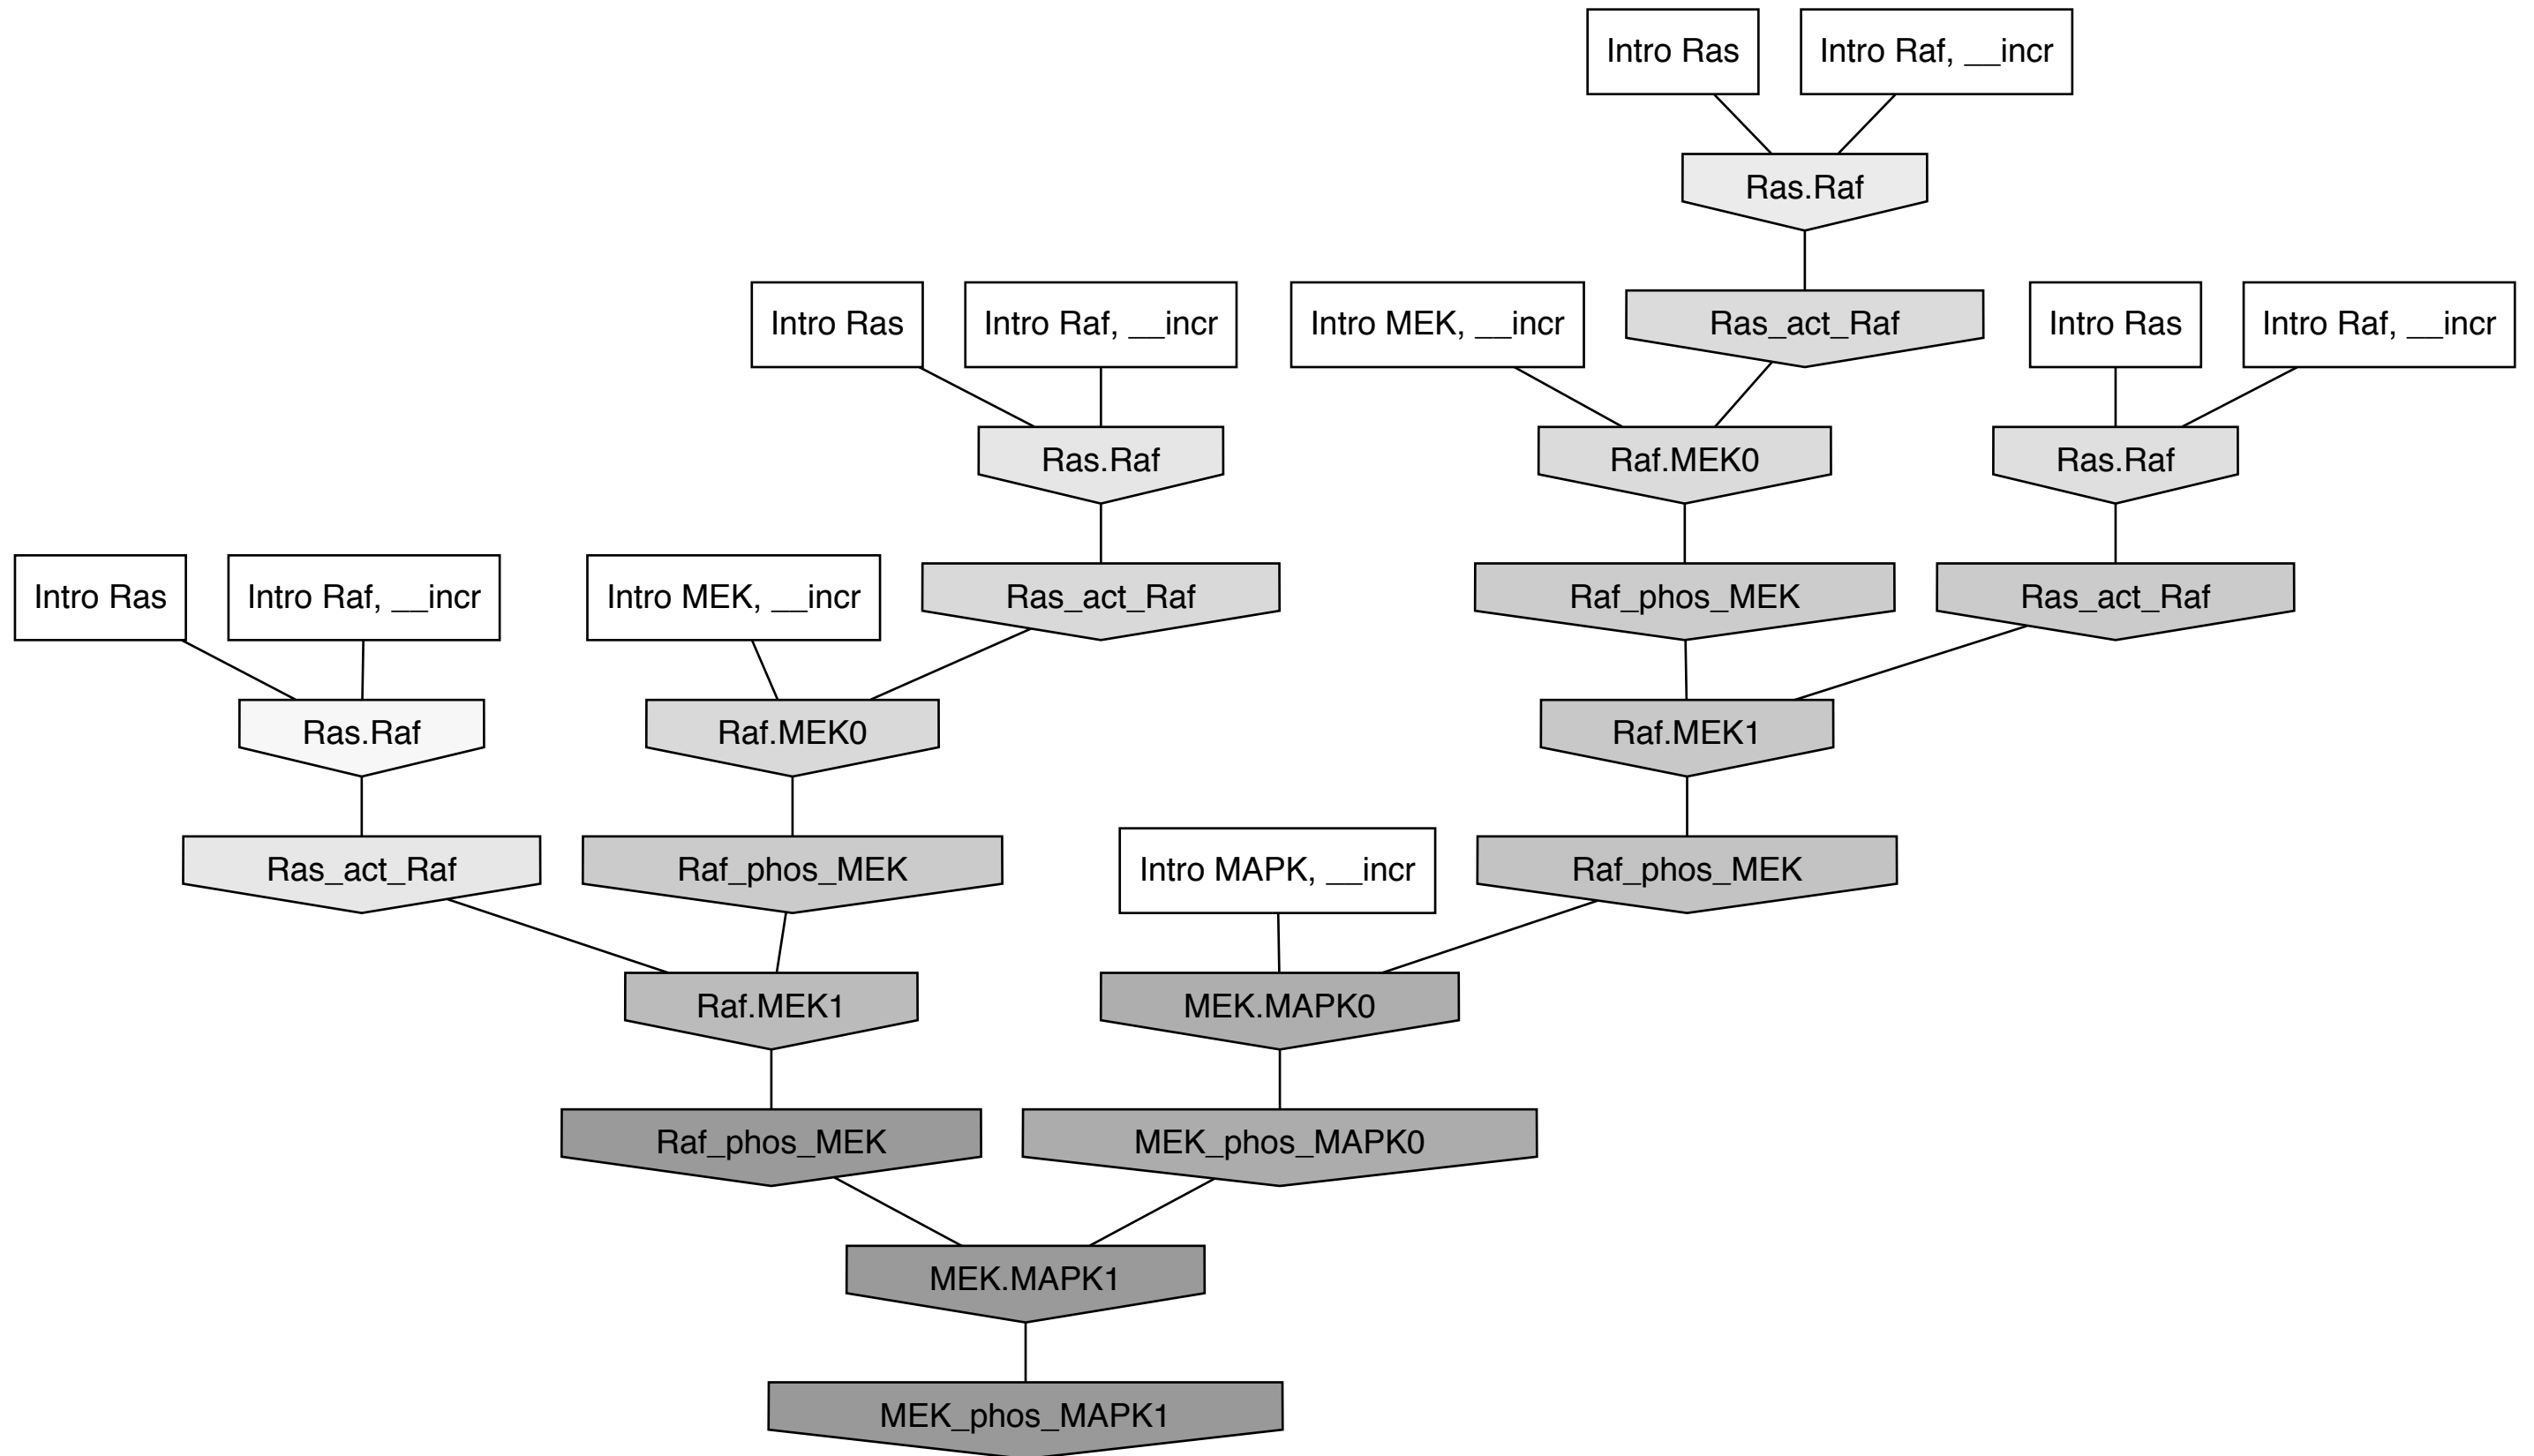 Intro Ras
Intro Raf, __incr
Ras.Raf
Intro Ras
Intro Raf, __incr
Intro MEK, __incr
Ras_act_Raf
Intro Ras
Intro Raf, __incr
Ras.Raf
Raf.MEK0
Ras.Raf
Intro Ras
Intro Raf, __incr
Intro MEK, __incr
Ras_act_Raf
Raf_phos_MEK
Ras_act_Raf
Ras.Raf
Raf.MEK0
Raf.MEK1
Ras_act_Raf
Raf_phos_MEK
Intro MAPK, __incr
Raf_phos_MEK
Raf.MEK1
MEK.MAPK0
Raf_phos_MEK
MEK_phos_MAPK0
MEK.MAPK1
MEK_phos_MAPK1